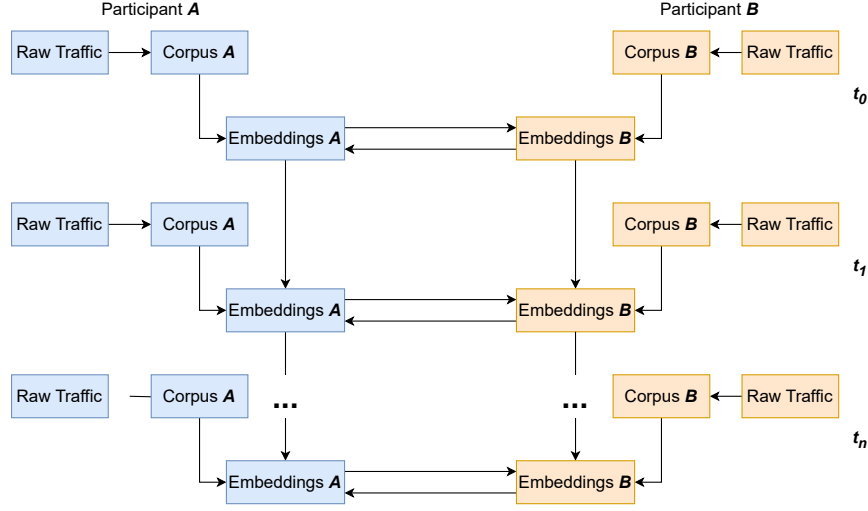 Participant A
Participant B
Raw Traffic
Corpus A
Corpus B
Raw Traffic
t0
Embeddings A
Embeddings B
Raw Traffic
Corpus A
Corpus B
Raw Traffic
t1
Embeddings A
Embeddings B
Raw Traffic
Corpus A
...
...
Corpus B
Raw Traffic
tn
Embeddings A
Embeddings B